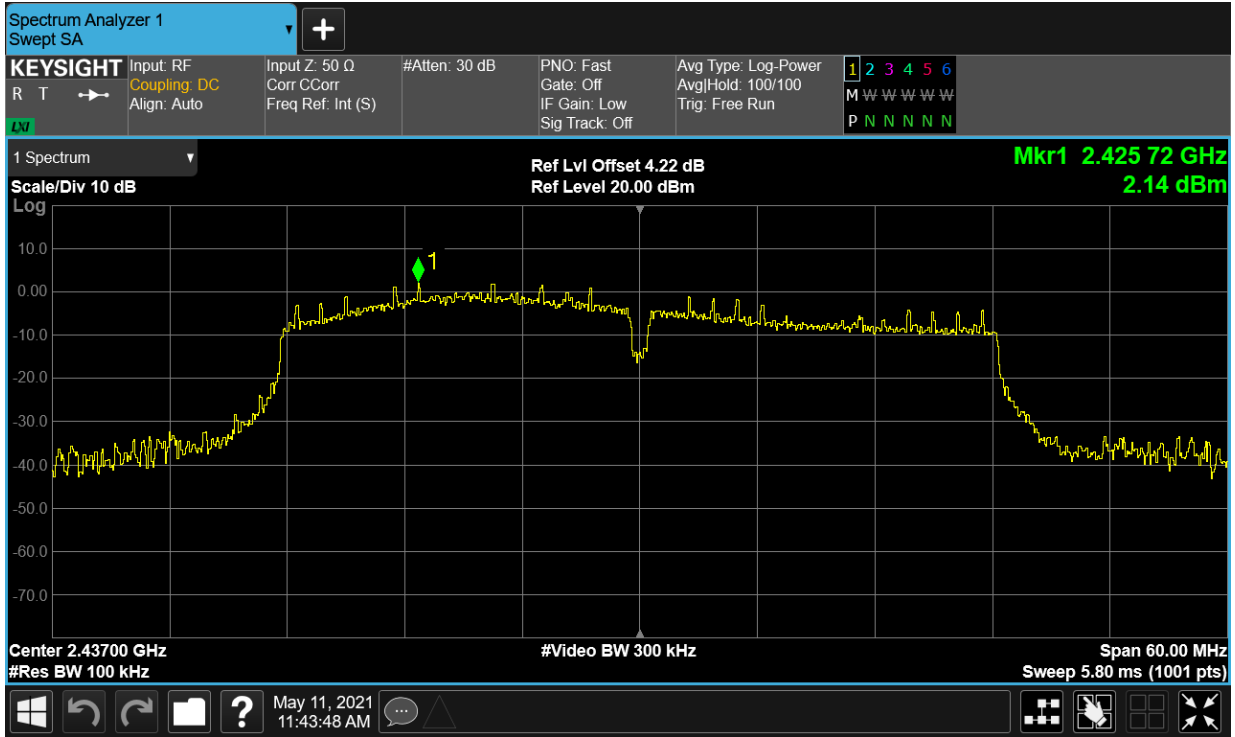 Spectrum Analyzer 1
Swept SA
KEYSIGHT
R T
LXI
Input: RF
Coupling: DC
Align: Auto
Input Z: 50 Ω
Corr CCorr
Freq Ref: Int (S)
#Atten: 30 dB
PNO: Fast
Gate: Off
IF Gain: Low
Sig Track: Off
Avg Type: Log-Power
Avg|Hold: 100/100
Trig: Free Run
1 2 3 4 5 6
M W W W W W
P N N N N N
1 Spectrum
Scale/Div 10 dB
Log
Ref Lvl Offset 4.22 dB
Ref Level 20.00 dBm
Mkr1 2.425 72 GHz
2.14 dBm
1
10.0
0.00
-10.0
-20.0
-30.0
-40.0
-50.0
-60.0
-70.0
Center 2.43700 GHz
#Res BW 100 kHz
#Video BW 300 kHz
Span 60.00 MHz
Sweep 5.80 ms (1001 pts)
?
May 11, 2021
11:43:48 AM